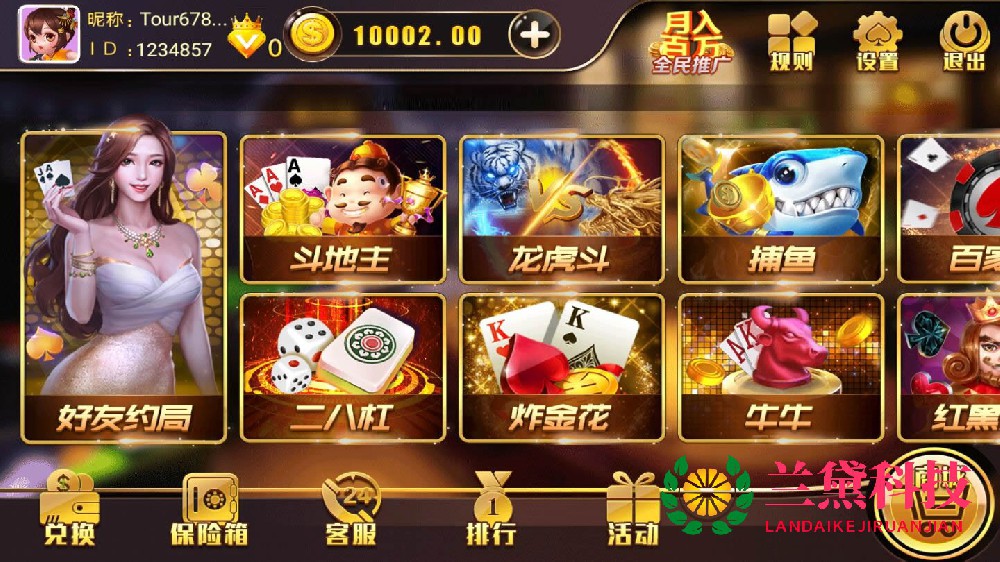 昵称：Tour678...
0
10002.00
ID :1234857
月入
百万
全民推广
规则
设置
退出
斗地主
龙虎斗
捕鱼
百家
好友约局
二八杠
炸金花
牛牛
红黑
兑换
保险箱
24
客服
1
排行
活动
兰黛科技
LANDAIKEJIRUANJIAN